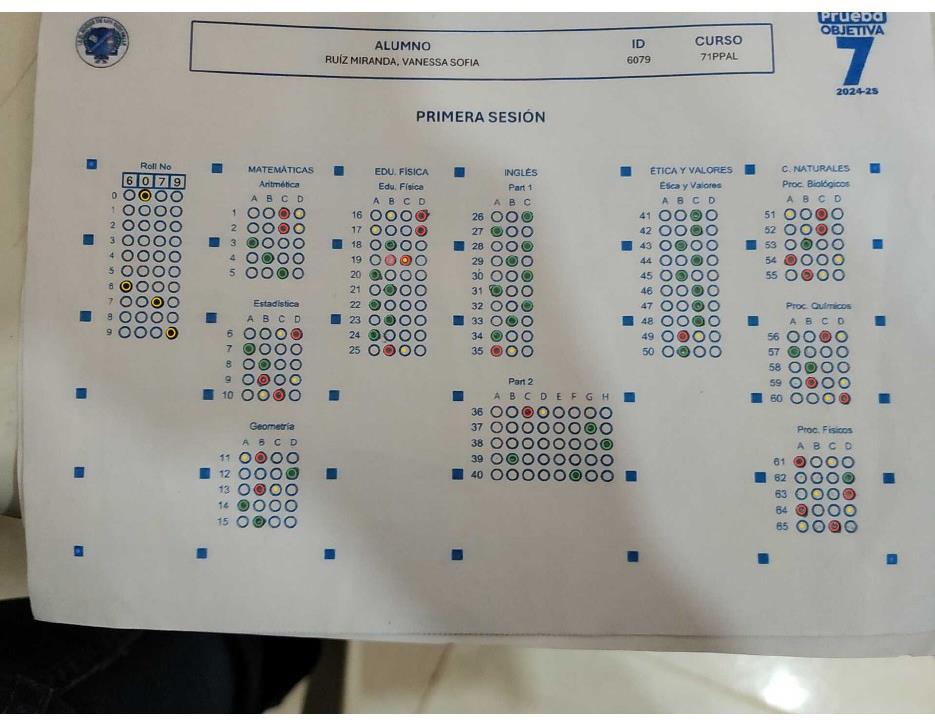 Prueba
OBJETIVA
7
2024-25
ALUMNO ID CURSO
RUÍZ MIRANDA, VANESSA SOFIA 6079 71PPAL
PRIMERA SESIÓN
Roll No
6 0 7 9
0
1
2
3
4
5
6
7
8
9
MATEMÁTICAS
Aritmética
A B C D
1
2
3
4
5
Estadística
A B C D
6
7
8
9
10
Geometría
A B C D
11
12
13
14
15
EDU. FÍSICA
Edu. Física
A B C D
16
17
18
19
20
21
22
23
24
25
INGLÉS
Part 1
A B C
26
27
28
29
30
31
32
33
34
35
Part 2
A B C D E F G H
36
37
38
39
40
ÉTICA Y VALORES
Ética y Valores
A B C D
41
42
43
44
45
46
47
48
49
50
C. NATURALES
Proc. Biológicos
A B C D
51
52
53
54
55
Proc. Químicos
A B C D
56
57
58
59
60
Proc. Físicos
A B C D
61
62
63
64
65